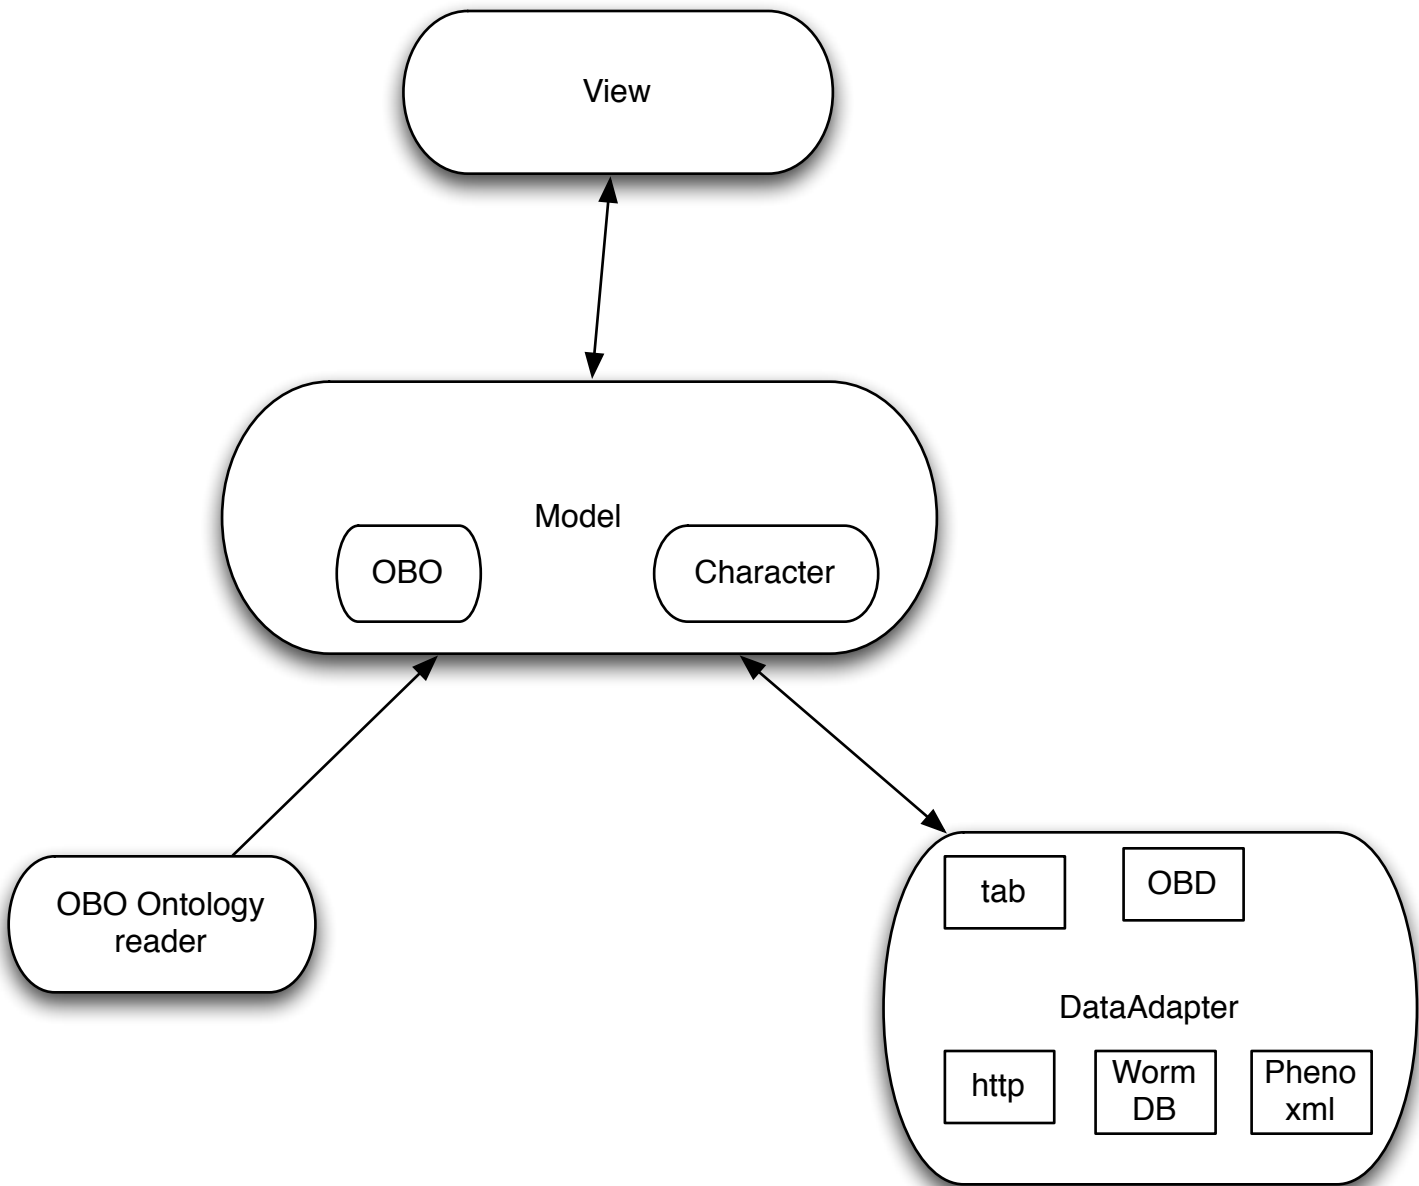 View
Model
OBO
Character
OBO Ontology
reader
tab
OBD
DataAdapter
http
Worm
DB
Pheno
xml